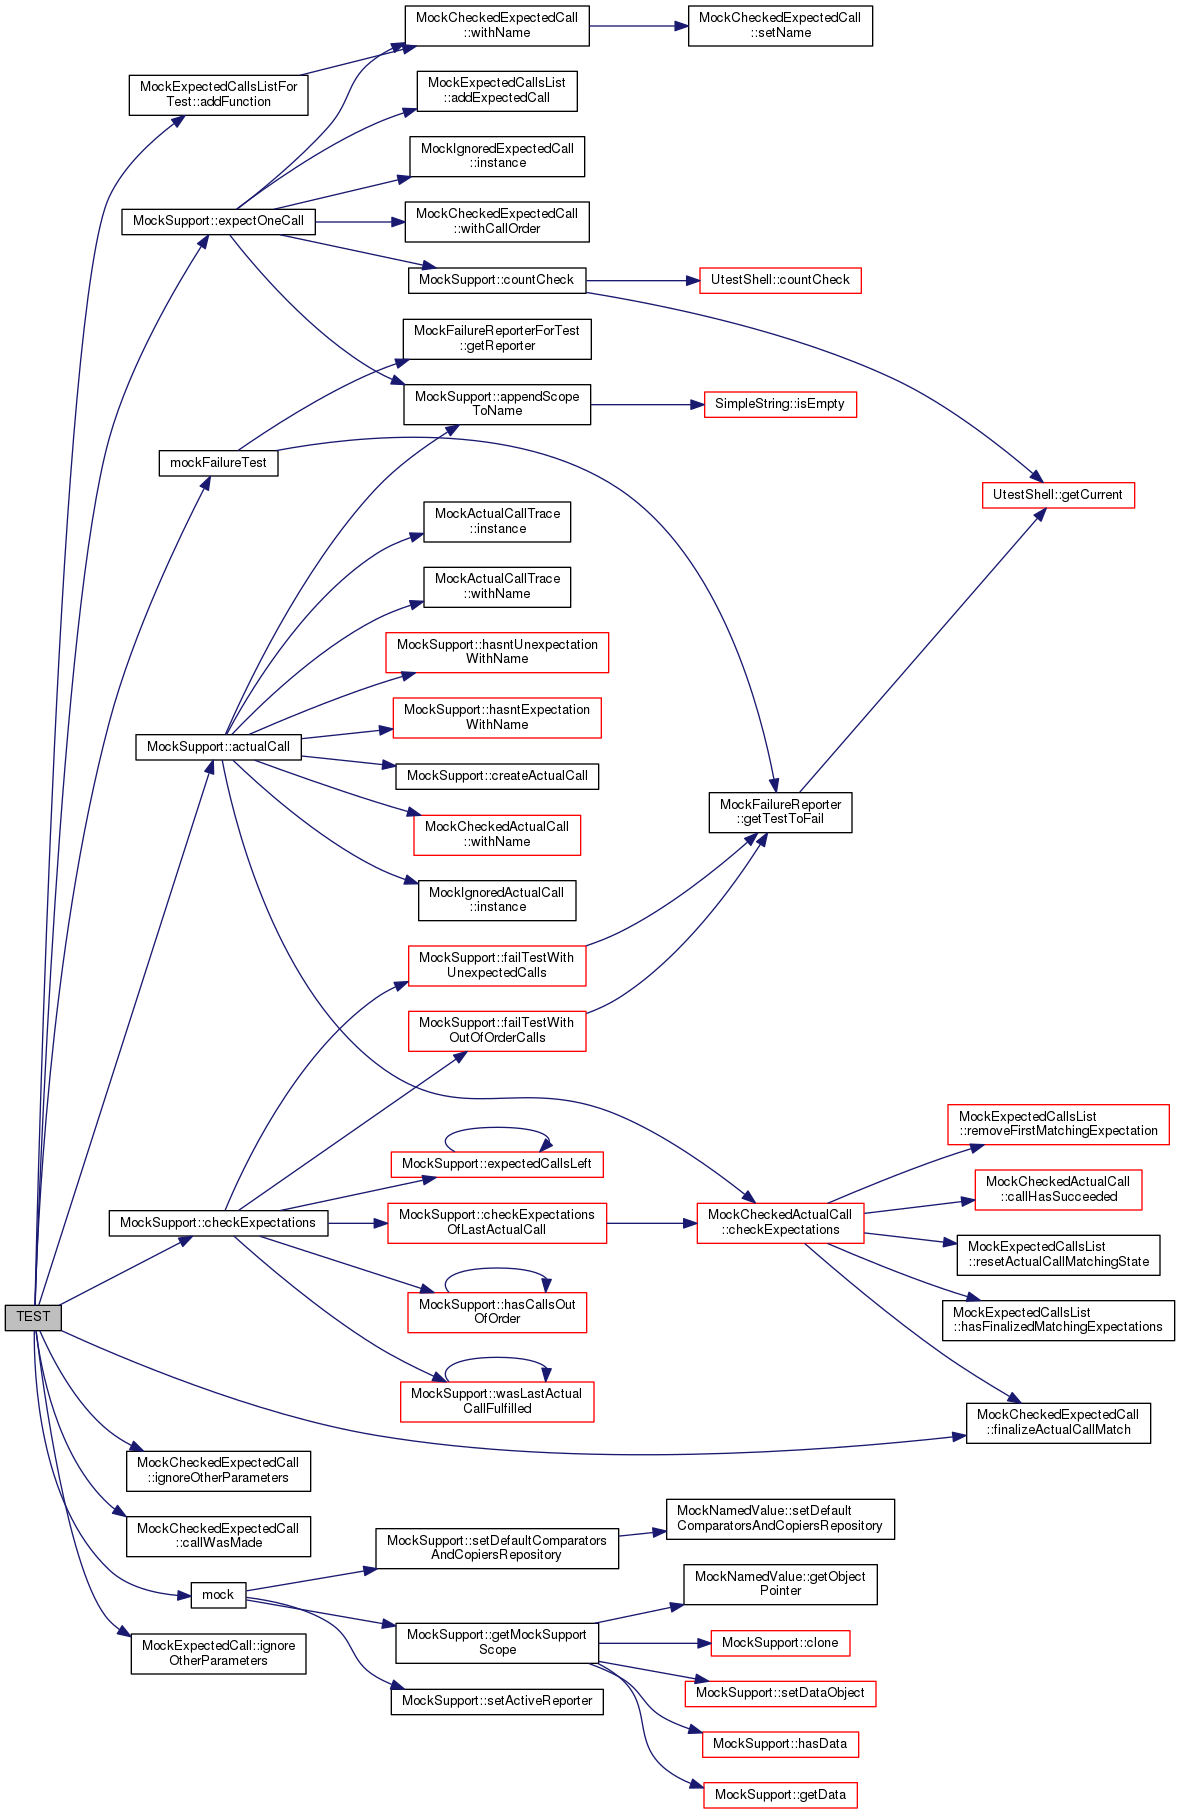 MockCheckedExpectedCall
::withName
MockCheckedExpectedCall
::setName
MockExpectedCallsListFor
Test::addFunction
MockExpectedCallsList
::addExpectedCall
MockIgnoredExpectedCall
::instance
MockSupport::expectOneCall
MockCheckedExpectedCall
::withCallOrder
MockSupport::countCheck
UtestShell::countCheck
MockFailureReporterForTest
::getReporter
MockSupport::appendScope
ToName
SimpleString::isEmpty
mockFailureTest
UtestShell::getCurrent
MockActualCallTrace
::instance
MockActualCallTrace
::withName
MockSupport::hasntUnexpectation
WithName
MockSupport::hasntExpectation
WithName
MockSupport::actualCall
MockSupport::createActualCall
MockCheckedActualCall
::withName
MockFailureReporter
::getTestToFail
MockIgnoredActualCall
::instance
MockSupport::failTestWith
UnexpectedCalls
MockSupport::failTestWith
OutOfOrderCalls
MockExpectedCallsList
::removeFirstMatchingExpectation
MockSupport::expectedCallsLeft
MockCheckedActualCall
::callHasSucceeded
MockSupport::checkExpectations
MockSupport::checkExpectations
OfLastActualCall
MockCheckedActualCall
::checkExpectations
MockExpectedCallsList
::resetActualCallMatchingState
TEST
MockSupport::hasCallsOut
OfOrder
MockExpectedCallsList
::hasFinalizedMatchingExpectations
MockSupport::wasLastActual
CallFulfilled
MockCheckedExpectedCall
::finalizeActualCallMatch
MockCheckedExpectedCall
::ignoreOtherParameters
MockCheckedExpectedCall
::callWasMade
MockSupport::setDefaultComparators
AndCopiersRepository
MockNamedValue::setDefault
ComparatorsAndCopiersRepository
mock
MockNamedValue::getObject
Pointer
MockExpectedCall::ignore
OtherParameters
MockSupport::getMockSupport
Scope
MockSupport::clone
MockSupport::setActiveReporter
MockSupport::setDataObject
MockSupport::hasData
MockSupport::getData